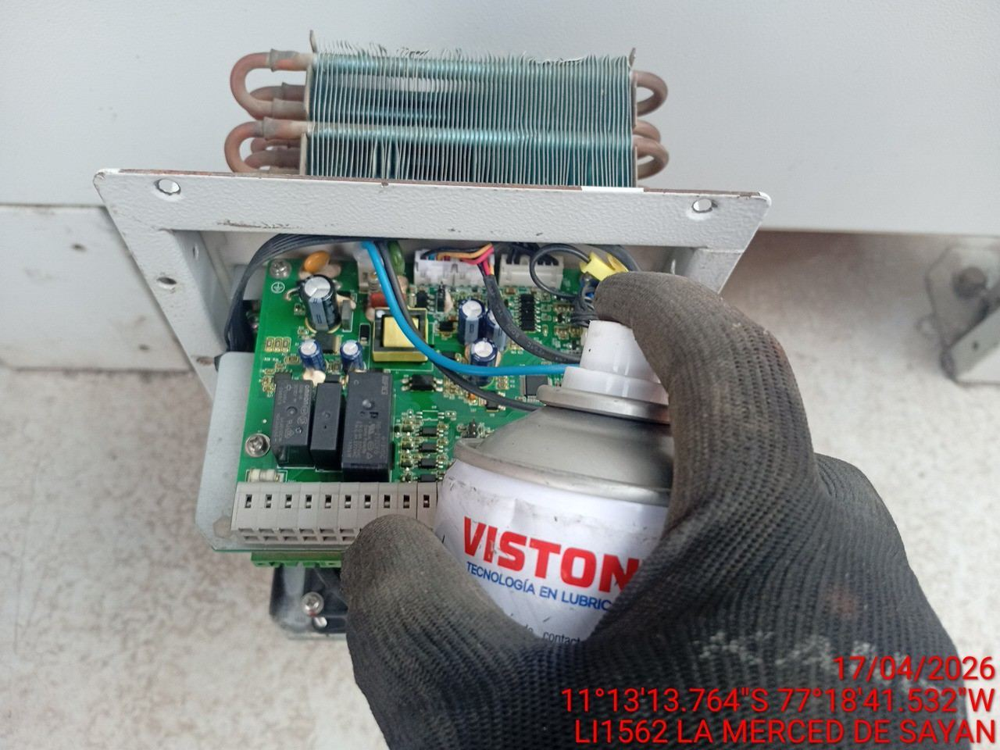 VISTON
TECNOLOGÍA EN LUBRIC
contact
17/04/2026
11°13'13.764"S 77°18'41.532"W
LI1562 LA MERCED DE SAYAN